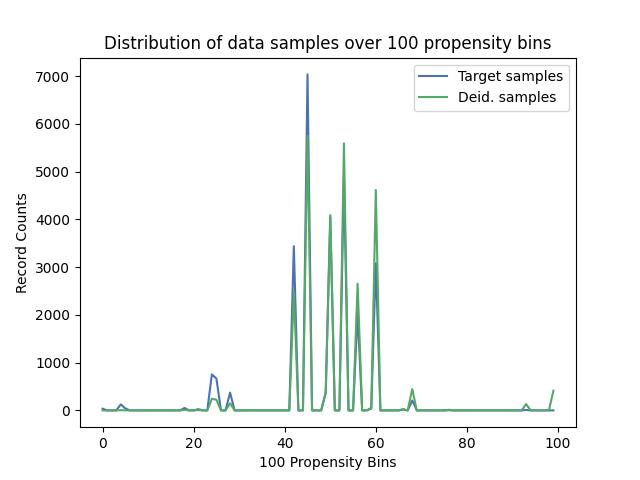 Distribution of data samples over 100 propensity bins
Target samples
Deid. samples
Record Counts
7000
6000
5000
4000
3000
2000
1000
0
0 20 40 60 80 100
100 Propensity Bins